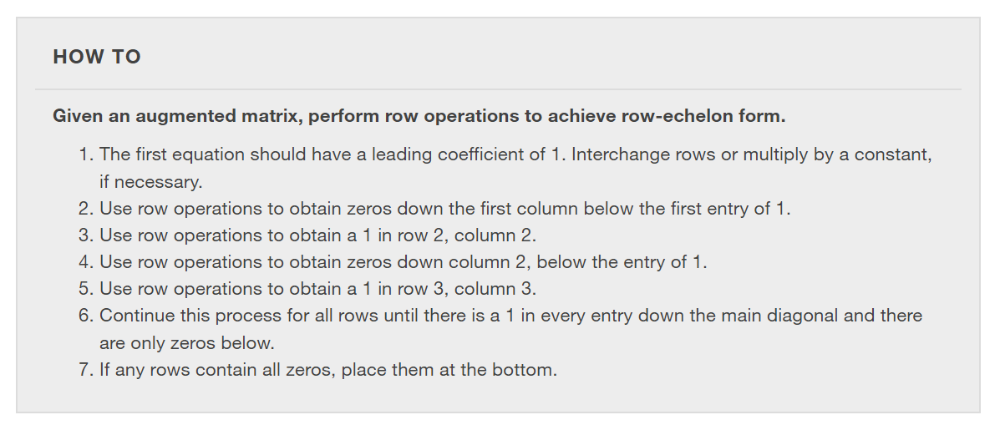 HOW TO
Given an augmented matrix, perform row operations to achieve row-echelon form.
1. The first equation should have a leading coefficient of 1. Interchange rows or multiply by a constant,
if necessary.
2. Use row operations to obtain zeros down the first column below the first entry of 1.
3. Use row operations to obtain a 1 in row 2, column 2.
4. Use row operations to obtain zeros down column 2, below the entry of 1.
5. Use row operations to obtain a 1 in row 3, column 3.
6. Continue this process for all rows until there is a 1 in every entry down the main diagonal and there
are only zeros below.
7. If any rows contain all zeros, place them at the bottom.